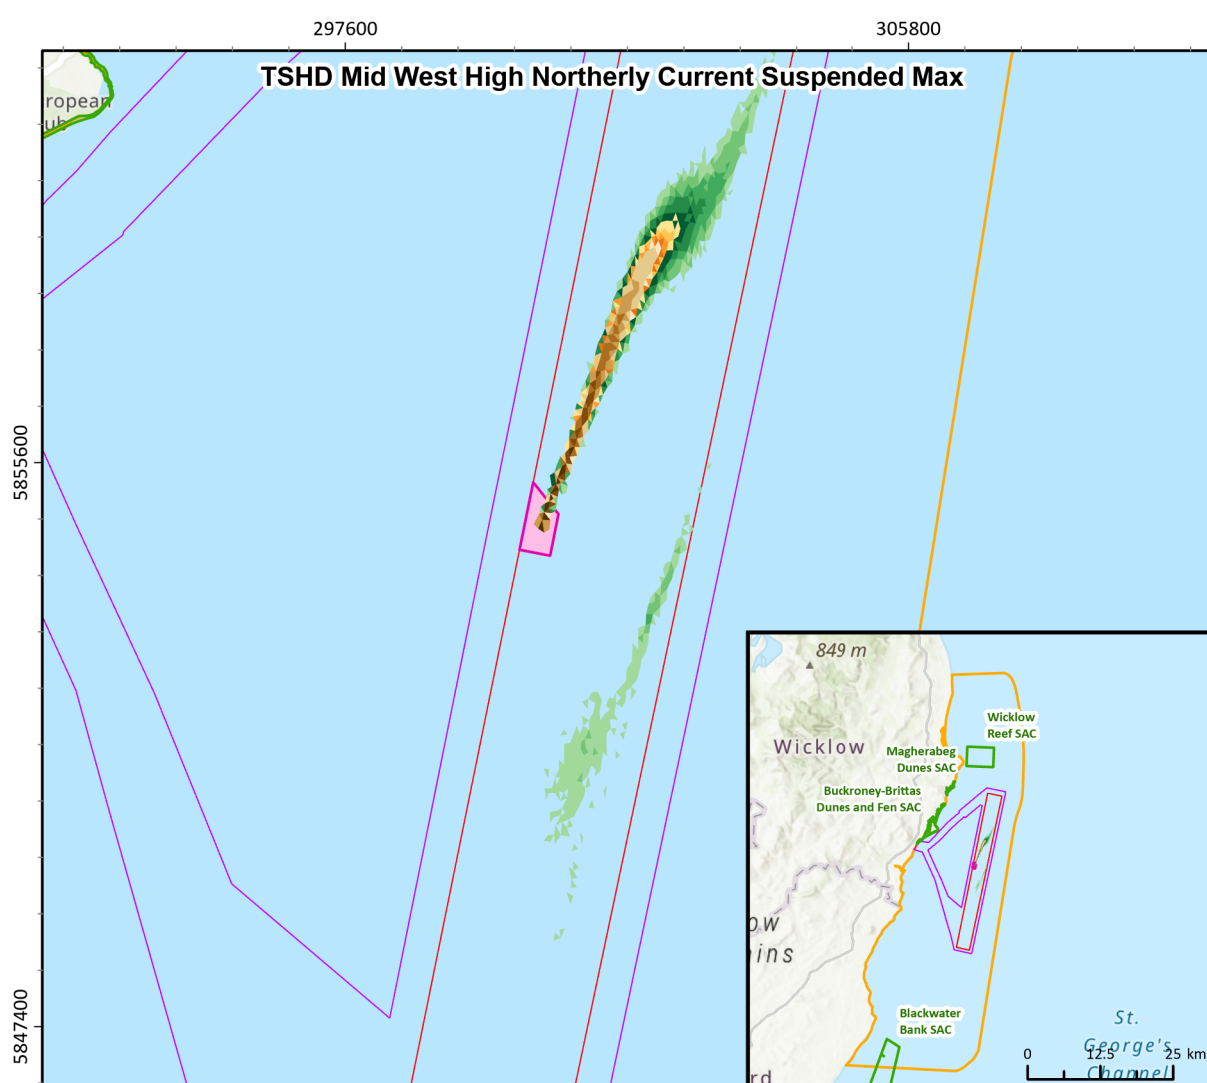 297600
305800
TSHD Mid West High Northerly Current Suspended Max
ropean
5855600
5847400
849 m
Wicklow
Reef SAC
Wicklow
Magherabeg
Dunes SAC
Buckroney-Brittas
Dunes and Fen SAC
ow
ins
Blackwater
Bank SAC
St.
George's
Channel
0 12.5 25 km
rd